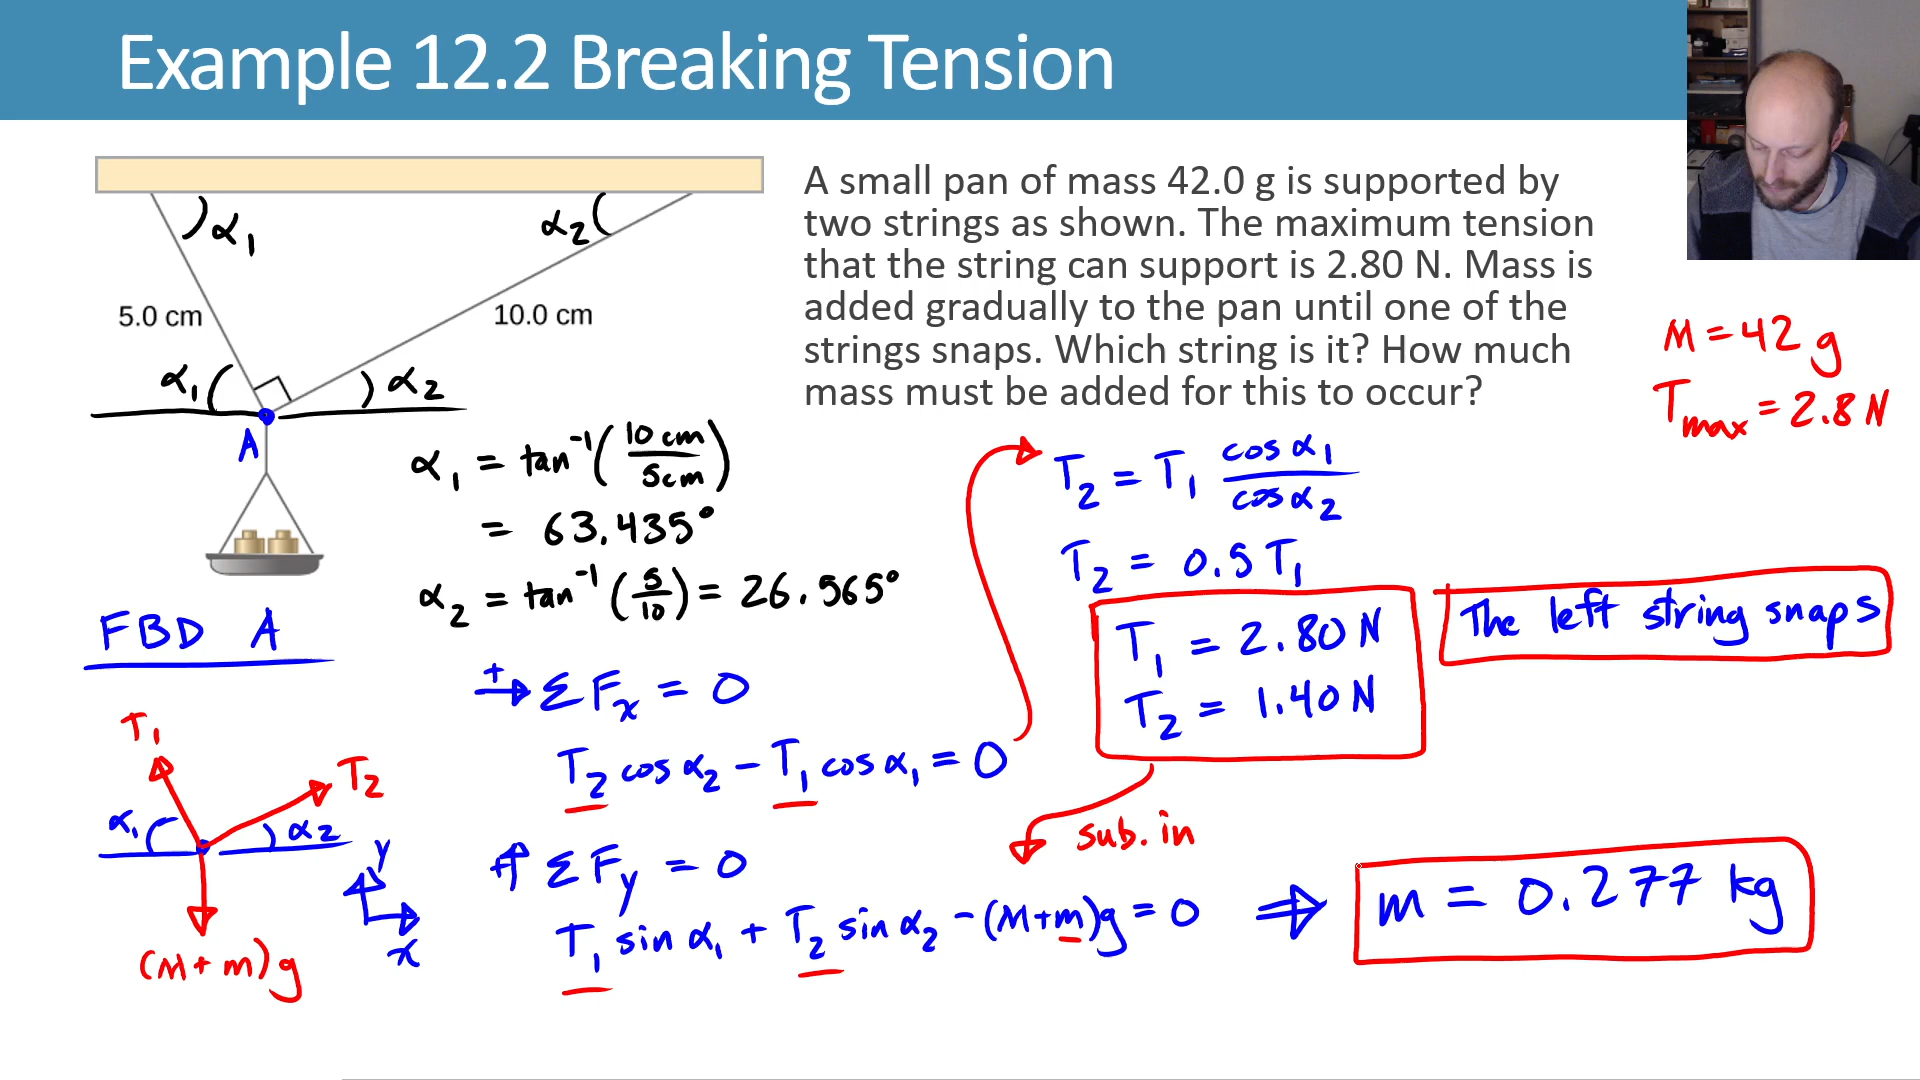 Example 12.2 Breaking Tension
A small pan of mass 42.0 g is supported by
two strings as shown. The maximum tension
that the string can support is 2.80 N. Mass is
added gradually to the pan until one of the
strings snaps. Which string is it? How much
mass must be added for this to occur?
M = 42 g
T_max = 2.8 N
α₁
α₂
5.0 cm
10.0 cm
α₁
α₂
A
α₁ = tan⁻¹(10 cm / 5cm)
= 63.435°
α₂ = tan⁻¹(5/10) = 26.565°
FBD A
T₁
T₂
α₁
α₂
(M + m)g
y
x
+→ ΣFx = 0
T₂ cos α₂ − T₁ cos α₁ = 0
+↑ ΣFy = 0
T₁ sin α₁ + T₂ sin α₂ − (M+m)g = 0
T₂ = T₁ cos α₁ / cos α₂
T₂ = 0.5 T₁
T₁ = 2.80 N
T₂ = 1.40 N
The left string snaps
sub. in
⇒ m = 0.277 kg